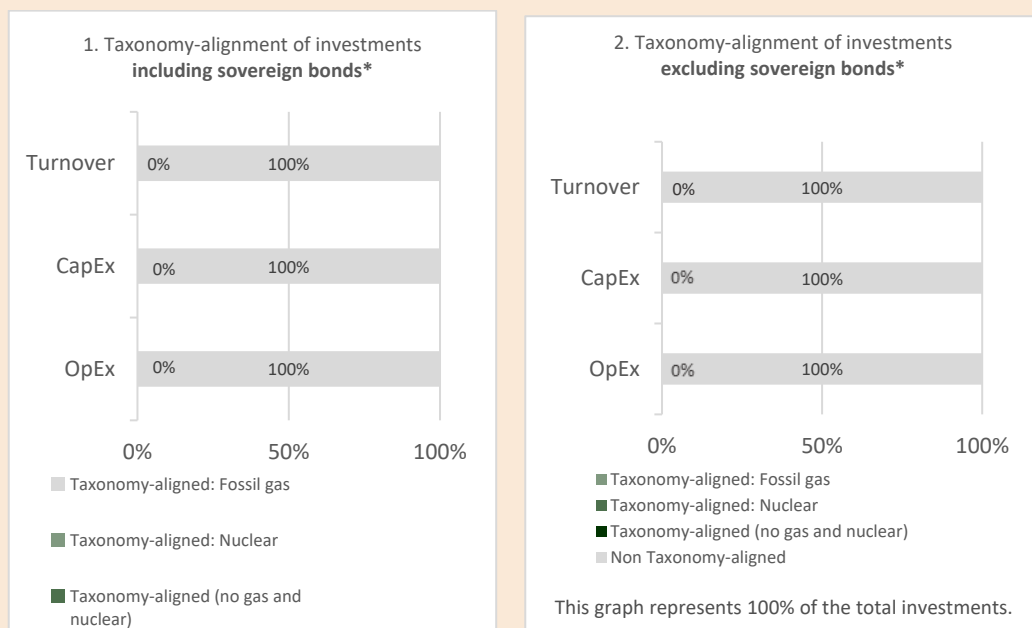 1. Taxonomy-alignment of investments
including sovereign bonds*
Turnover
0%
100%
CapEx
0%
100%
OpEx
0%
100%
0%
50%
100%
Taxonomy-aligned: Fossil gas
Taxonomy-aligned: Nuclear
Taxonomy-aligned (no gas and
nuclear)
2. Taxonomy-alignment of investments
excluding sovereign bonds*
Turnover
0%
100%
CapEx
0%
100%
OpEx
0%
100%
0%
50%
100%
Taxonomy-aligned: Fossil gas
Taxonomy-aligned: Nuclear
Taxonomy-aligned (no gas and nuclear)
Non Taxonomy-aligned
This graph represents 100% of the total investments.